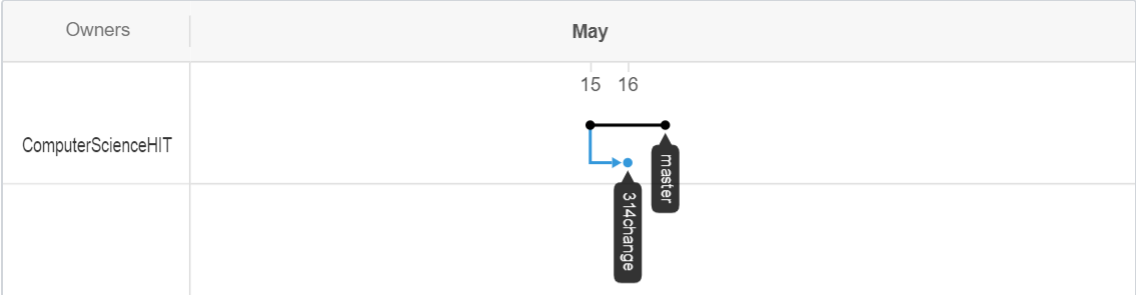 Owners
May
15 16
ComputerScienceHIT
master
314change